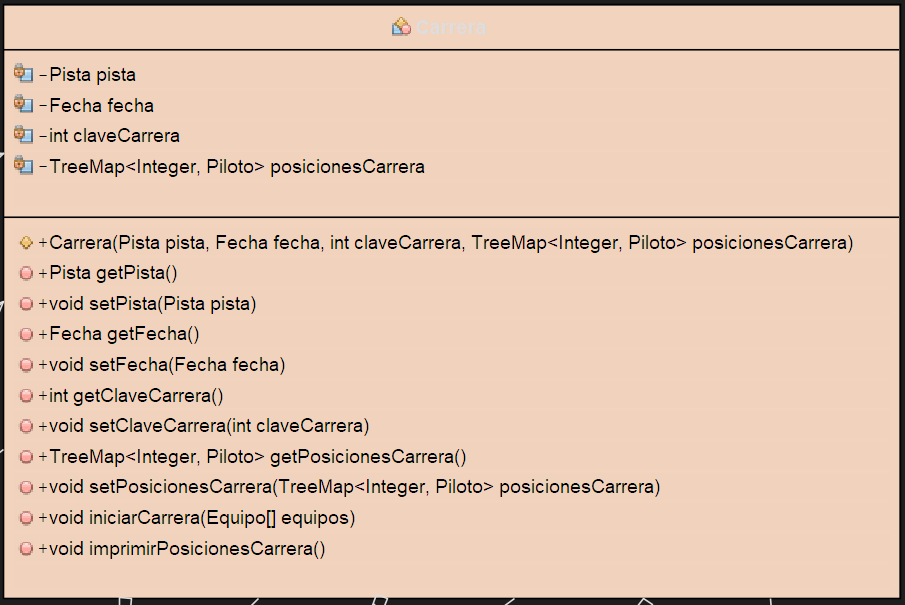 Carrera
-Pista pista
-Fecha fecha
-int claveCarrera
-TreeMap<Integer, Piloto> posicionesCarrera
+Carrera(Pista pista, Fecha fecha, int claveCarrera, TreeMap<Integer, Piloto> posicionesCarrera)
+Pista getPista()
+void setPista(Pista pista)
+Fecha getFecha()
+void setFecha(Fecha fecha)
+int getClaveCarrera()
+void setClaveCarrera(int claveCarrera)
+TreeMap<Integer, Piloto> getPosicionesCarrera()
+void setPosicionesCarrera(TreeMap<Integer, Piloto> posicionesCarrera)
+void iniciarCarrera(Equipo[] equipos)
+void imprimirPosicionesCarrera()